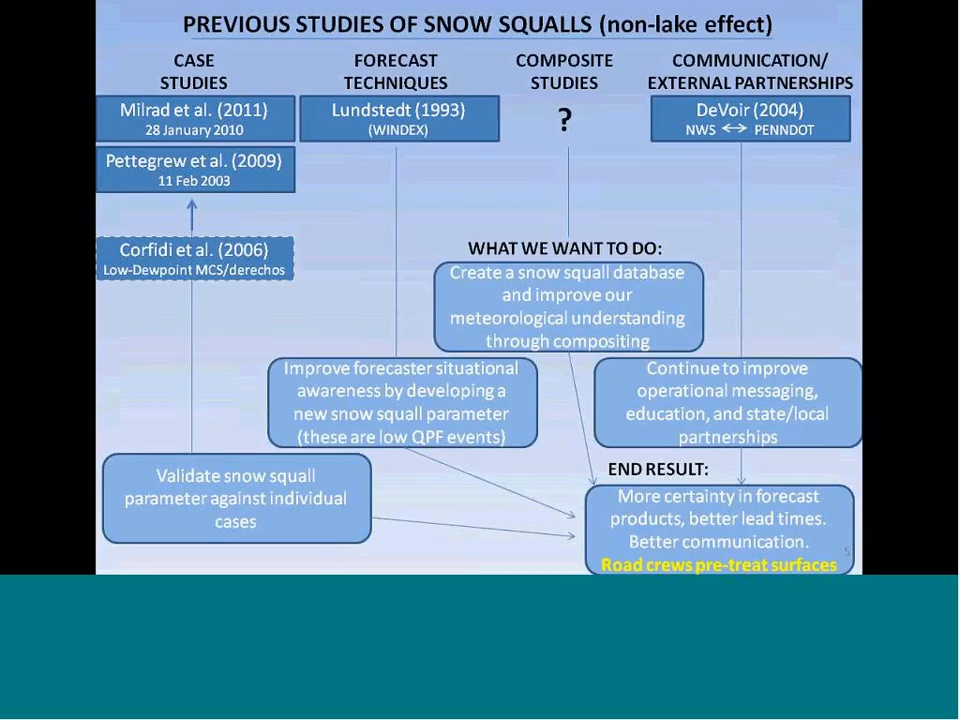 PREVIOUS STUDIES OF SNOW SQUALLS (non-lake effect)
CASE
STUDIES
Milrad et al. (2011)
28 January 2010
Pettegrew et al. (2009)
11 Feb 2003
Corfidi et al. (2006)
Low-Dewpoint MCS/derechos
Validate snow squall
parameter against individual
cases
FORECAST
TECHNIQUES
Lundstedt (1993)
(WINDEX)
Improve forecaster situational
awareness by developing a
new snow squall parameter
(these are low QPF events)
COMPOSITE
STUDIES
?
WHAT WE WANT TO DO:
Create a snow squall database
and improve our
meteorological understanding
through compositing
COMMUNICATION/
EXTERNAL PARTNERSHIPS
DeVoir (2004)
NWS ↔ PENNDOT
Continue to improve
operational messaging,
education, and state/local
partnerships
END RESULT:
More certainty in forecast
products, better lead times.
Better communication.
Road crews pre-treat surfaces
5